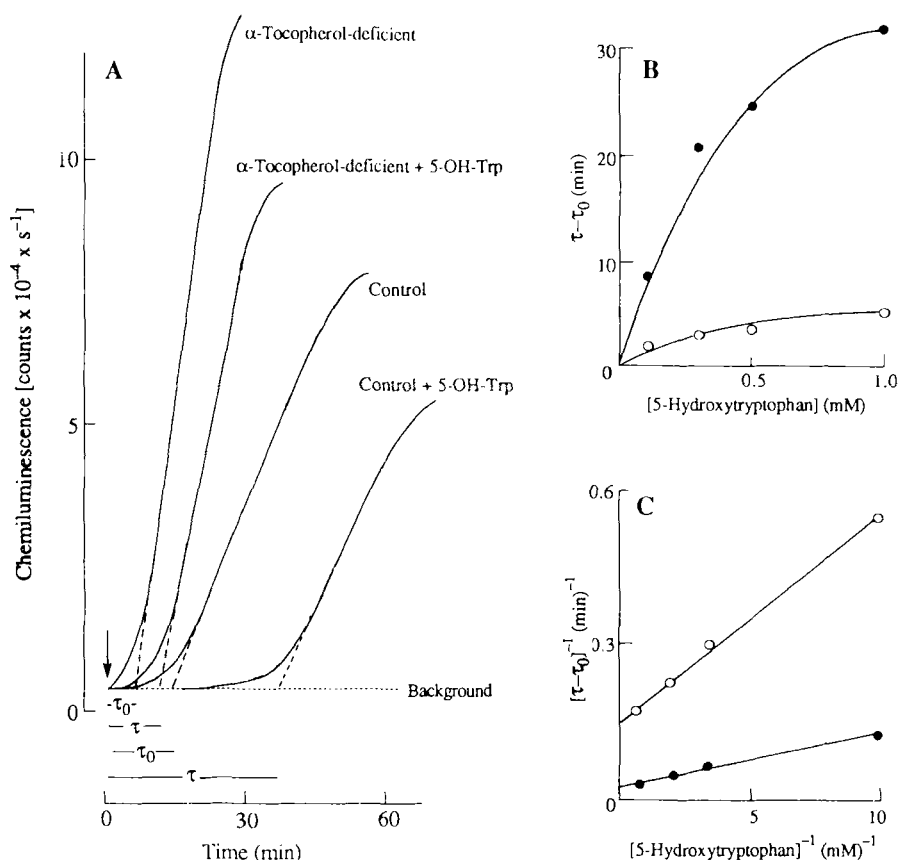 A
α-Tocopherol-deficient
α-Tocopherol-deficient + 5-OH-Trp
Control
Control + 5-OH-Trp
Background
Chemiluminescence [counts x 10⁻⁴ x s⁻¹]
10
5
0
-τ₀-
τ
τ₀
τ
0 30 60
Time (min)
B
τ-τ₀ (min)
30
20
10
0
0.5 1.0
[5-Hydroxytryptophan] (mM)
C
[τ-τ₀]⁻¹ (min)⁻¹
0.6
0.3
0
5 10
[5-Hydroxytryptophan]⁻¹ (mM)⁻¹